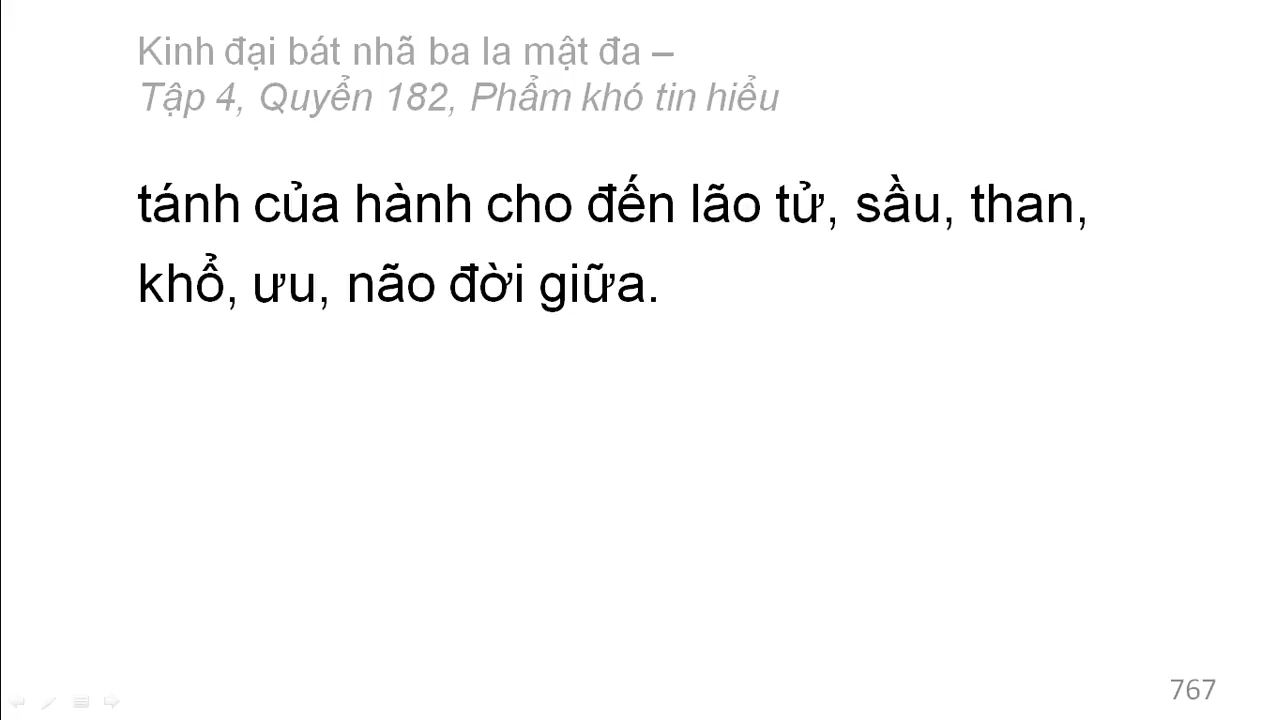 Kinh đại bát nhã ba la mật đa –
Tập 4, Quyển 182, Phẩm khó tin hiểu
tánh của hành cho đến lão tử, sầu, than,
khổ, ưu, não đời giữa.
767